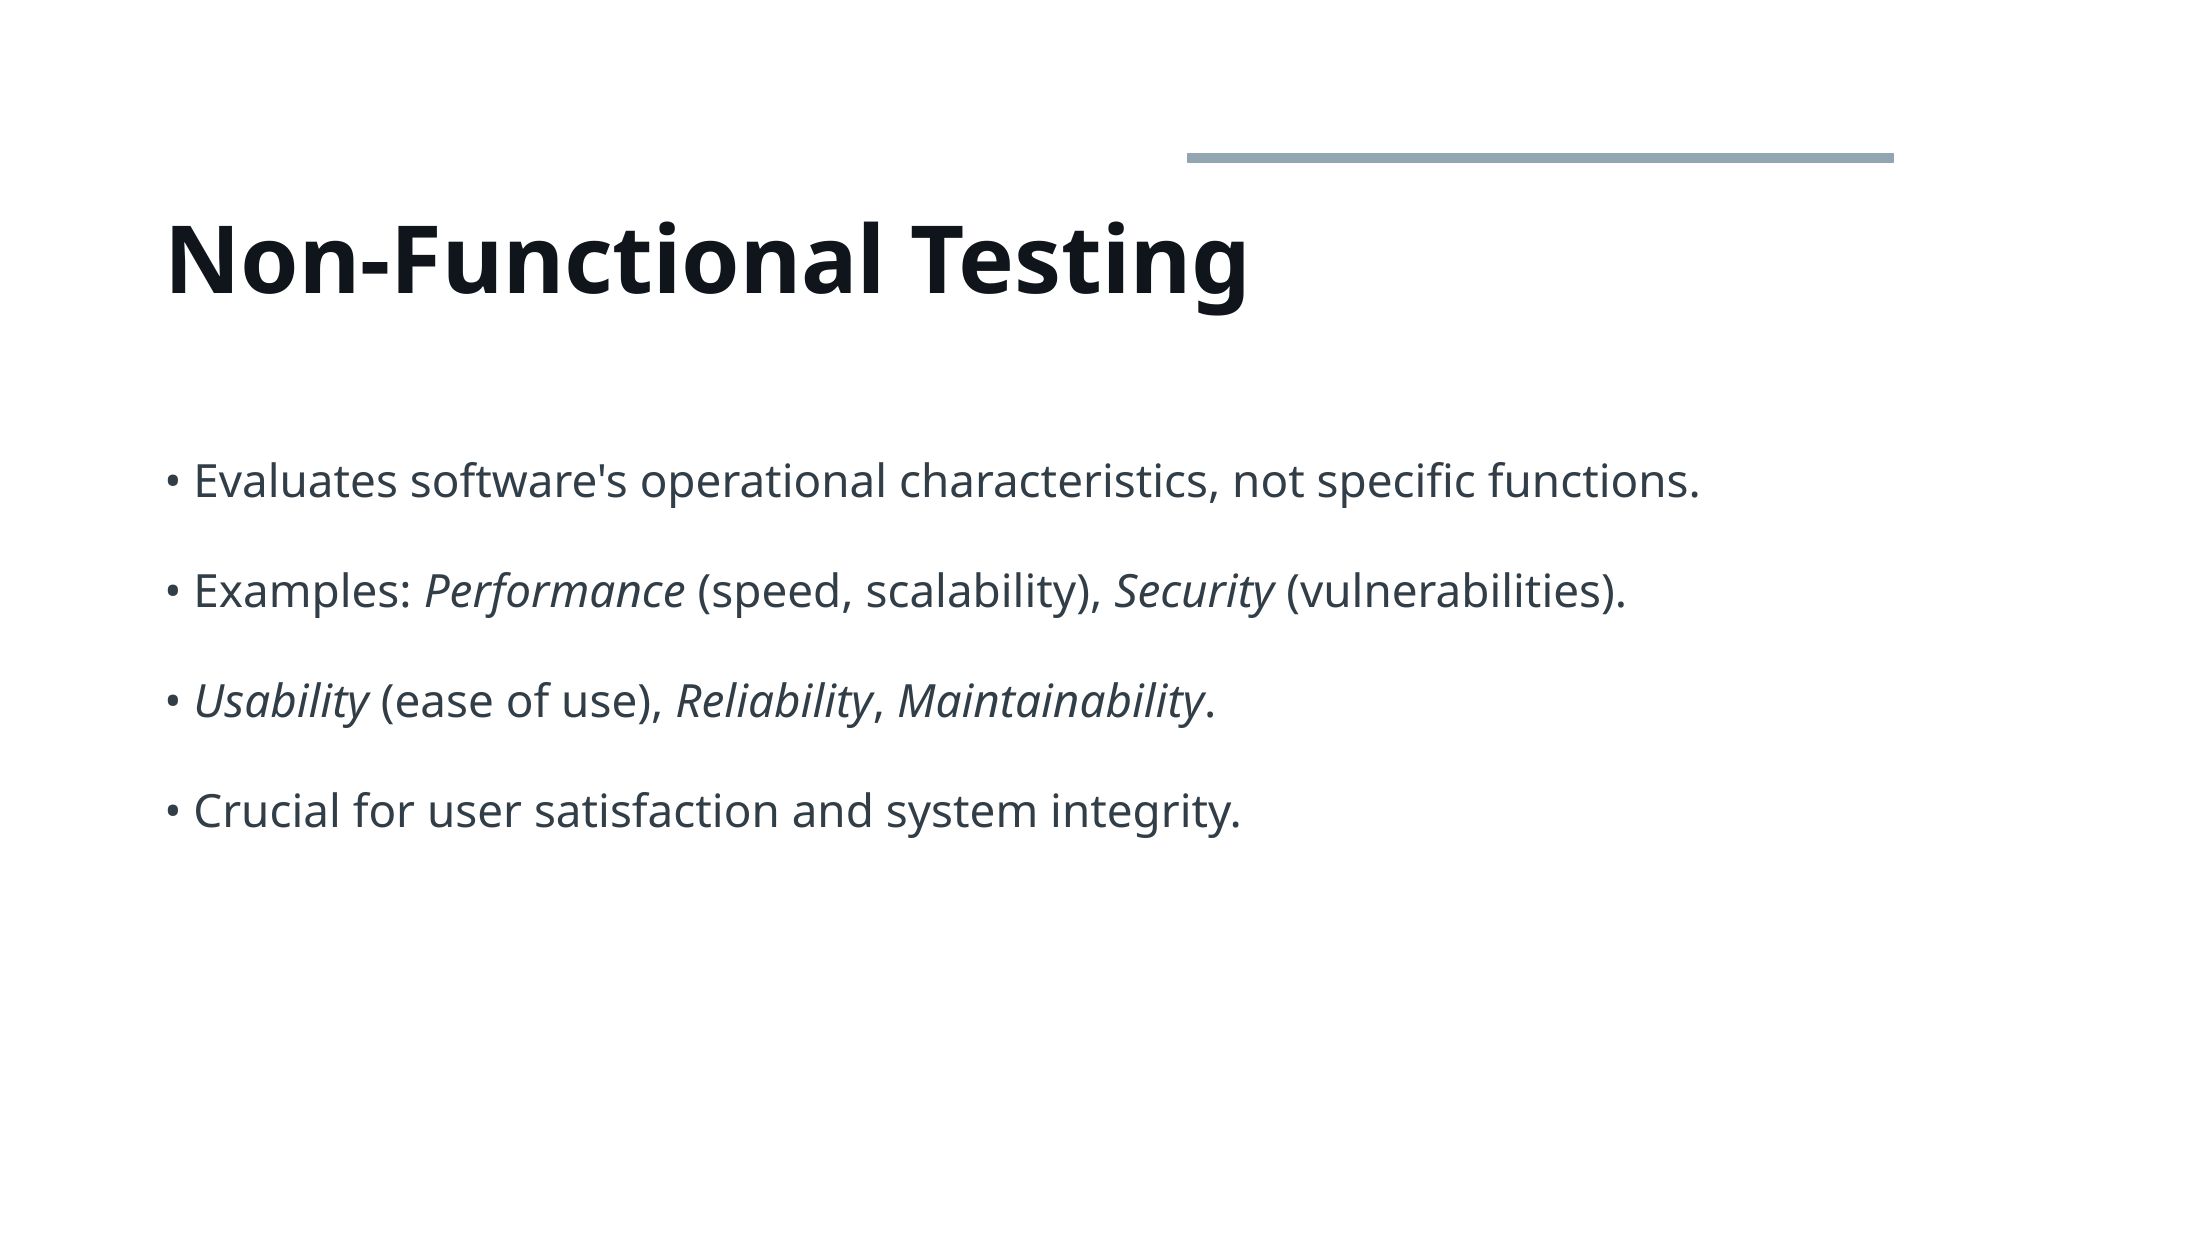 Non-Functional Testing
• Evaluates software's operational characteristics, not specific functions.
• Examples: Performance (speed, scalability), Security (vulnerabilities).
• Usability (ease of use), Reliability, Maintainability.
• Crucial for user satisfaction and system integrity.